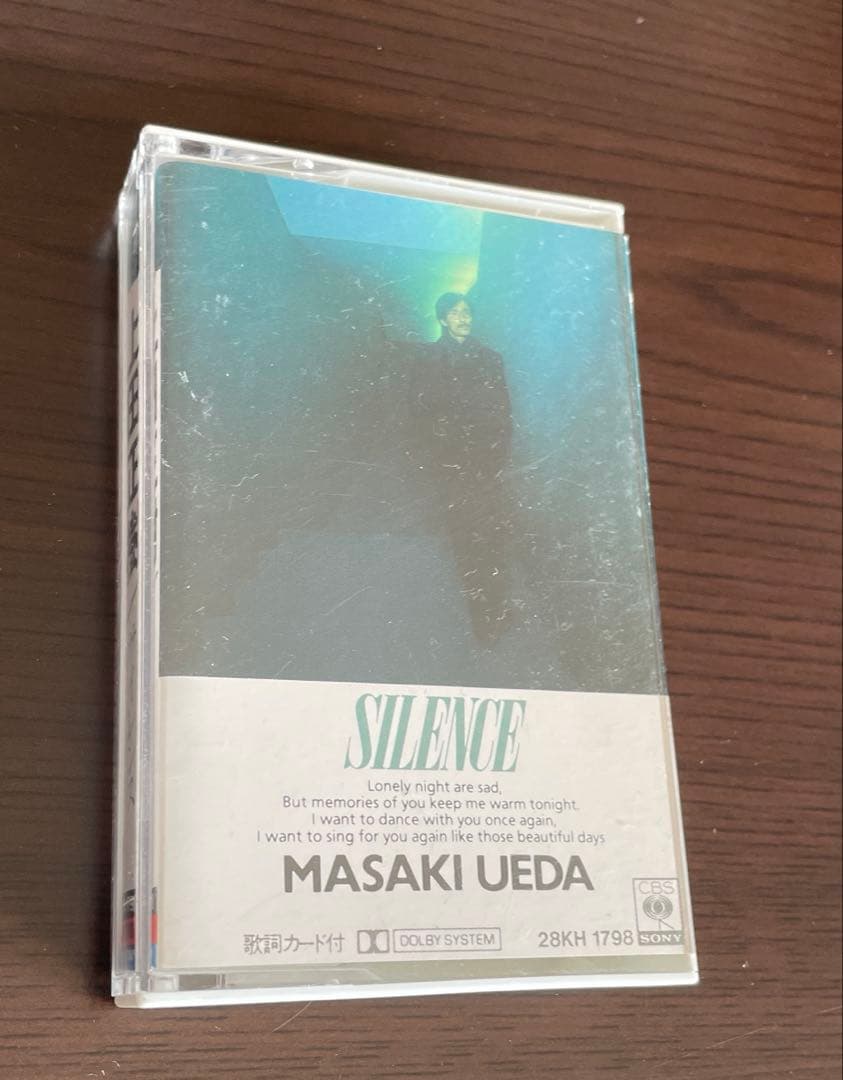 SILENCE
Lonely night are sad,
But memories of you keep me warm tonight.
I want to dance with you once again,
I want to sing for you again like those beautiful days
MASAKI UEDA
歌詞カード付 DOLBY SYSTEM 28KH 1798
CBS
SONY